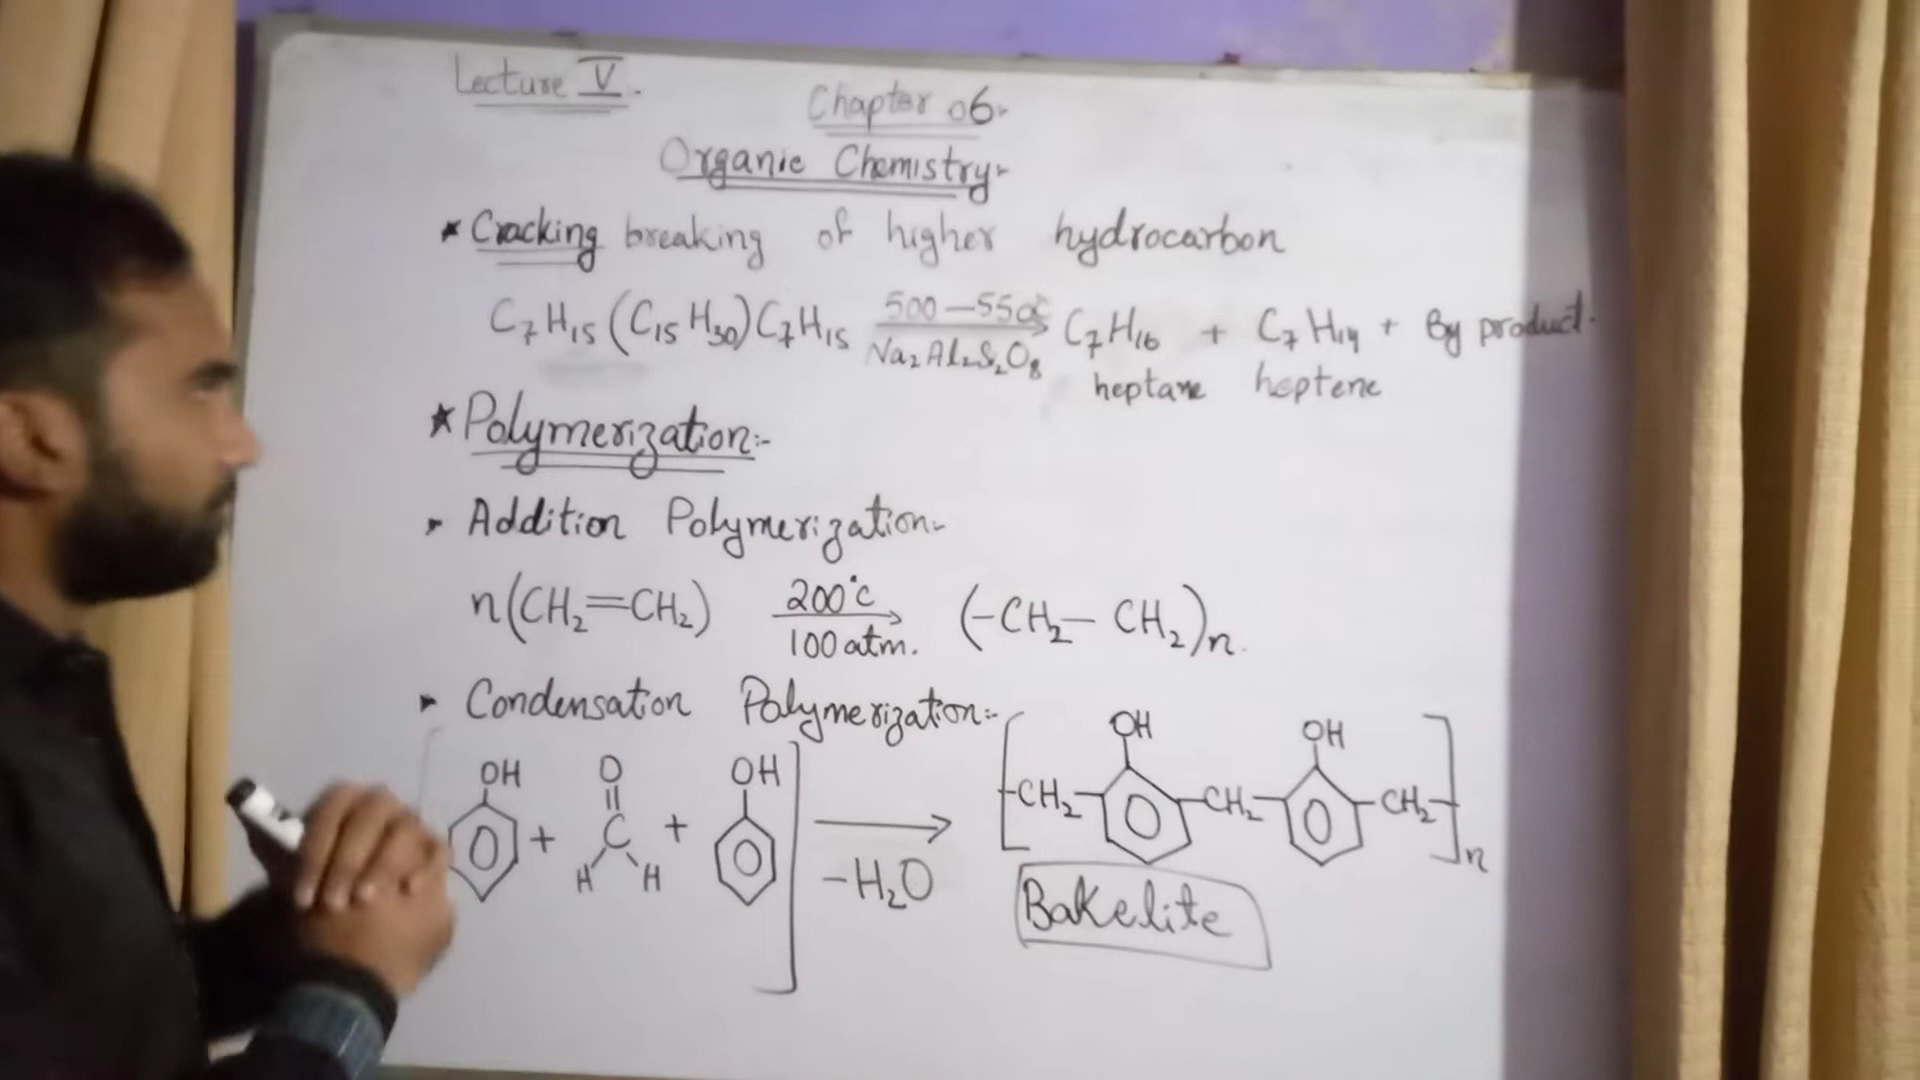 Lecture V.
Chapter 06-
Organic Chemistry-
* Cracking breaking of higher hydrocarbon
C₇H₁₅(C₁₅H₃₀)C₇H₁₅ 500-550°C Na₂Al₂S₂O₈ C₇H₁₆ + C₇H₁₄ + By product.
heptane heptene
* Polymerization:-
Addition Polymerization-
n(CH₂=CH₂) 200°C 100 atm. (-CH₂-CH₂)n.
Condensation Polymerization:-
OH O OH OH OH
+ C + -CH₂- -CH₂- -CH₂-
H H -H₂O n
Bakelite